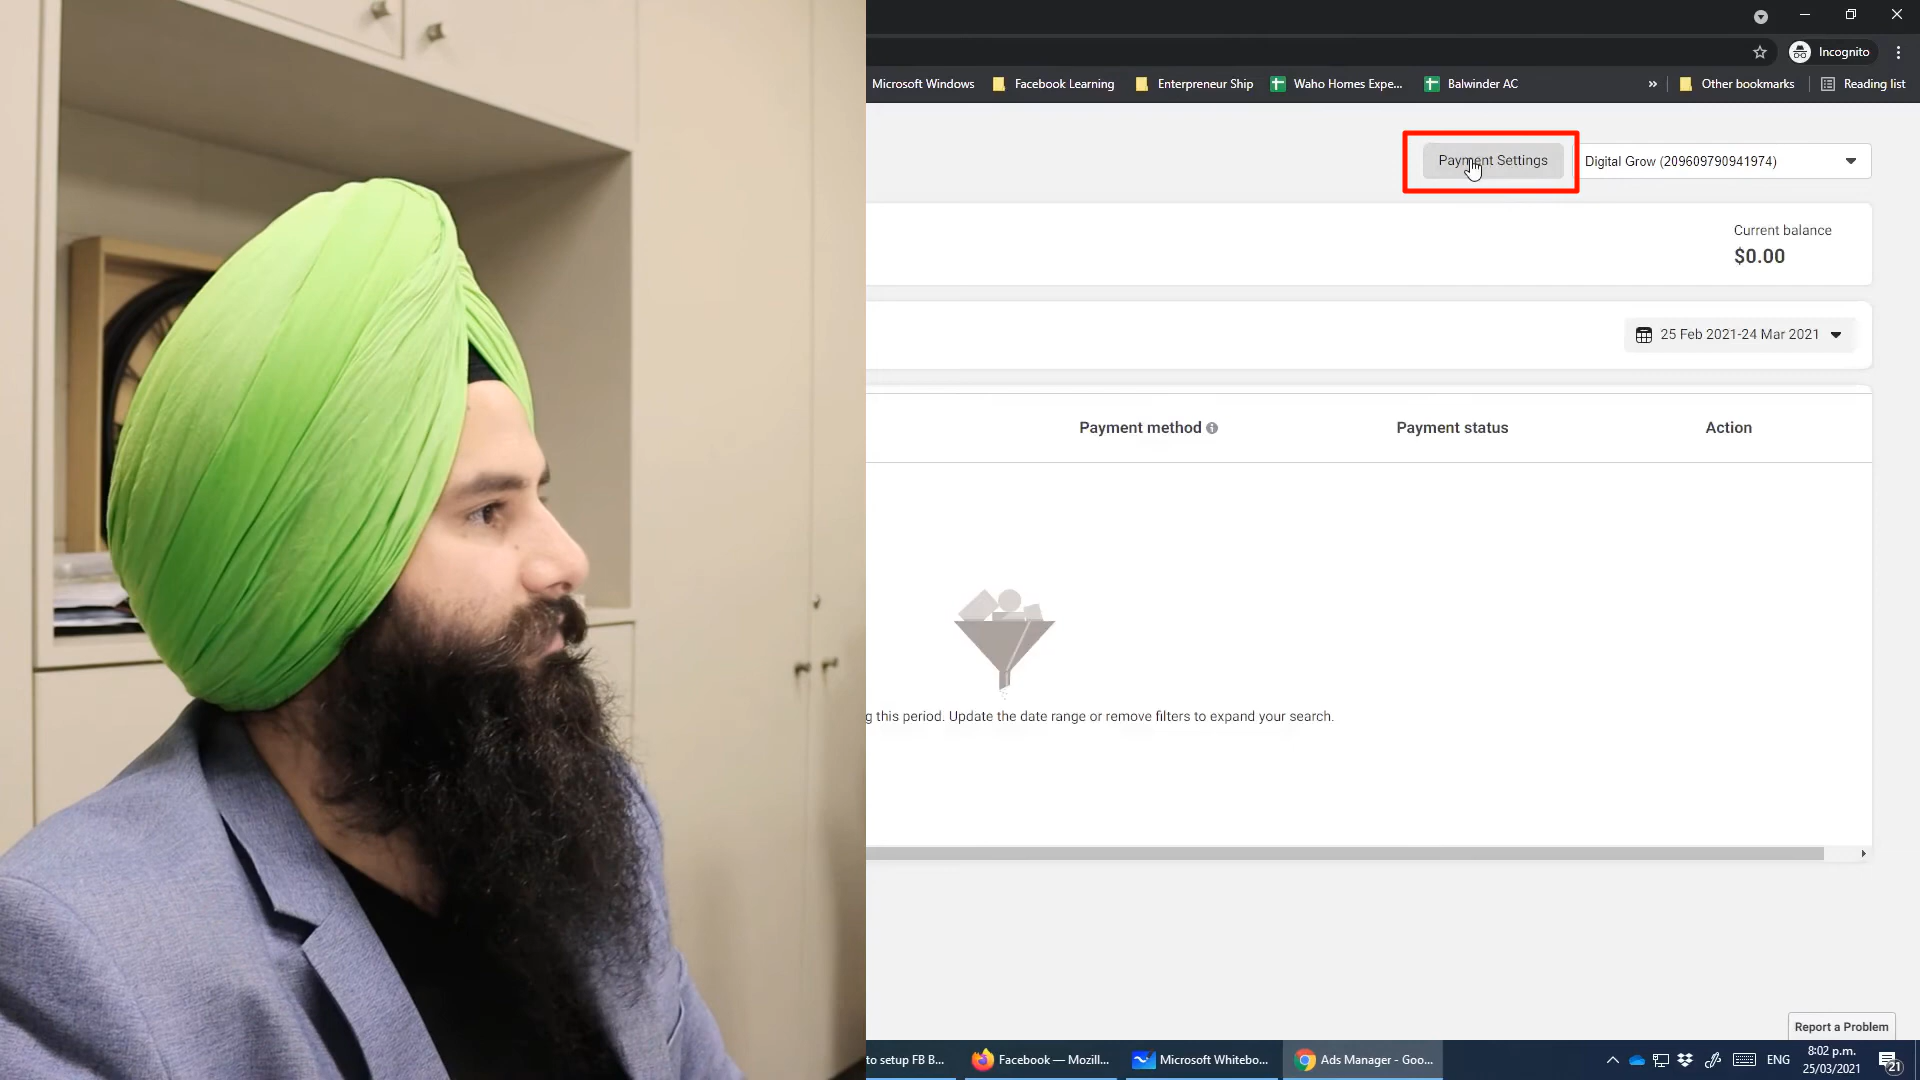 Incognito
Microsoft Windows
Facebook Learning
Enterpreneur Ship
Waho Homes Expe...
Balwinder AC
»
Other bookmarks
Reading list
Payment Settings
Digital Grow (209609790941974)
Current balance
$0.00
25 Feb 2021-24 Mar 2021
Payment method
Payment status
Action
g this period. Update the date range or remove filters to expand your search.
Report a Problem
to setup FB B...
Facebook — Mozill...
Microsoft Whitebo...
Ads Manager - Goo...
ENG
8:02 p.m.
25/03/2021
21